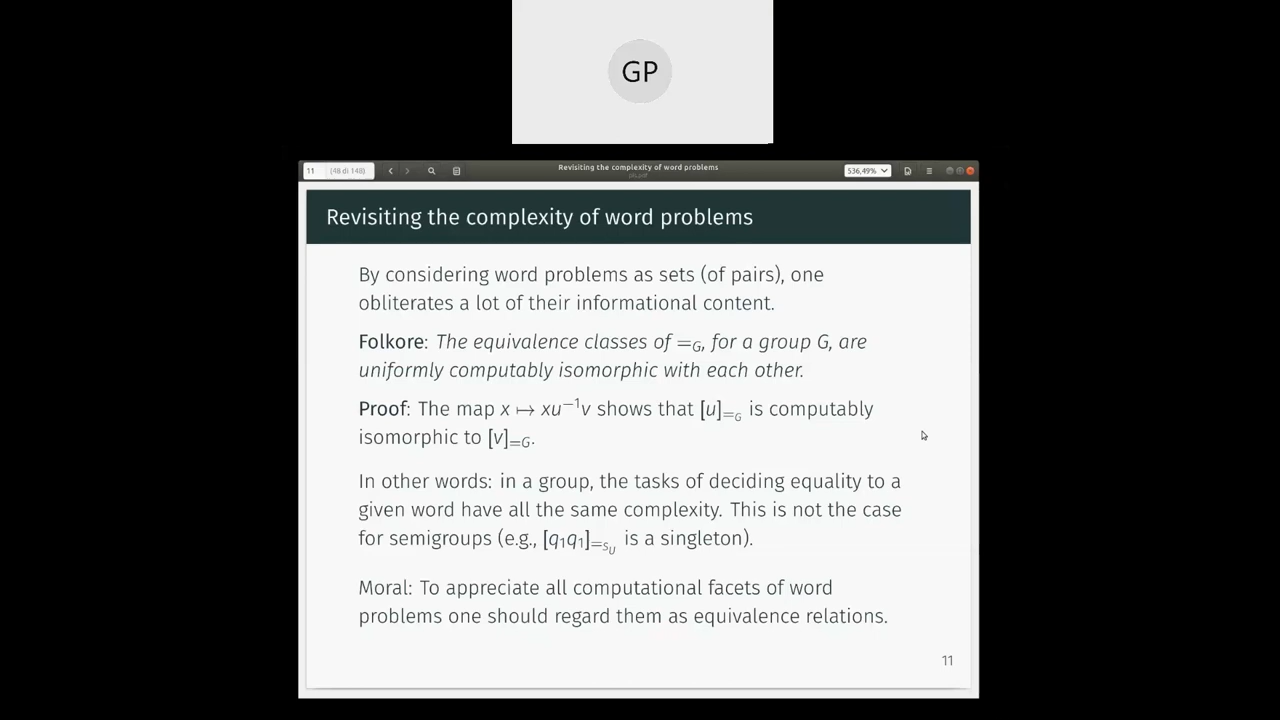 GP
11 (48 di 148) Revisiting the complexity of word problems 536,49%
Revisiting the complexity of word problems
By considering word problems as sets (of pairs), one
obliterates a lot of their informational content.
Folkore: The equivalence classes of =G, for a group G, are
uniformly computably isomorphic with each other.
Proof: The map x ↦ xu⁻¹v shows that [u]=G is computably
isomorphic to [v]=G.
In other words: in a group, the tasks of deciding equality to a
given word have all the same complexity. This is not the case
for semigroups (e.g., [q₁q₁]=SU is a singleton).
Moral: To appreciate all computational facets of word
problems one should regard them as equivalence relations.
11